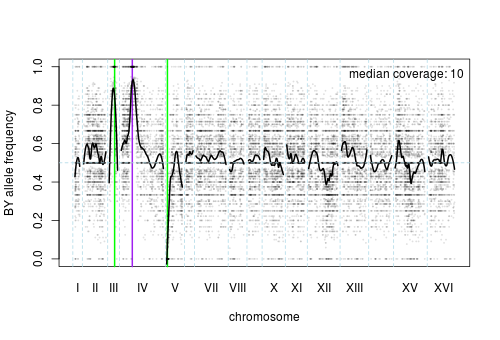 median coverage: 10
BY allele frequency
1.0
0.8
0.6
0.4
0.2
0.0
I II III IV V VII VIII X XI XII XIII XV XVI
chromosome